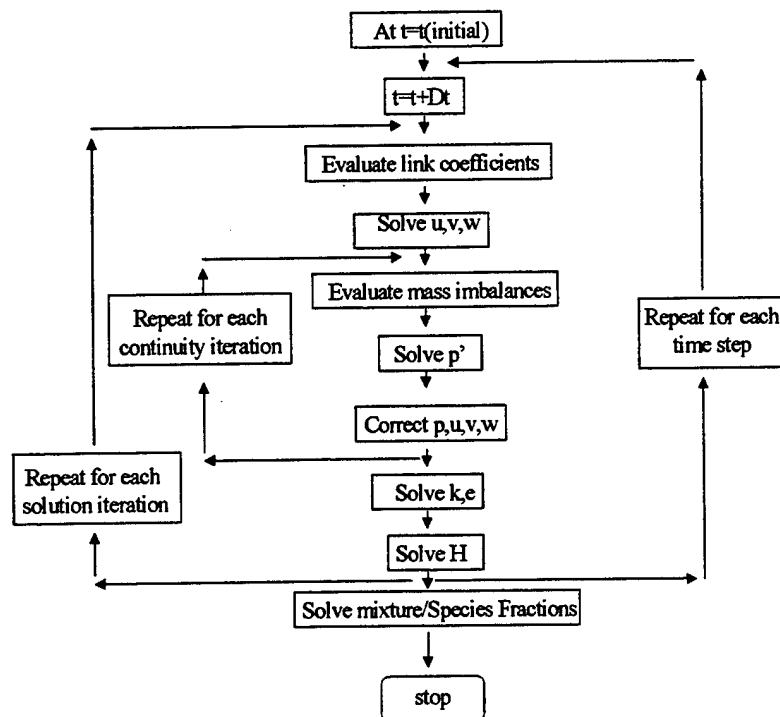 At t=t(initial)
t=t+Dt
Evaluate link coefficients
Solve u,v,w
Evaluate mass imbalances
Repeat for each
continuity iteration
Repeat for each
time step
Solve p'
Correct p,u,v,w
Repeat for each
solution iteration
Solve k,e
Solve H
Solve mixture/Species Fractions
stop